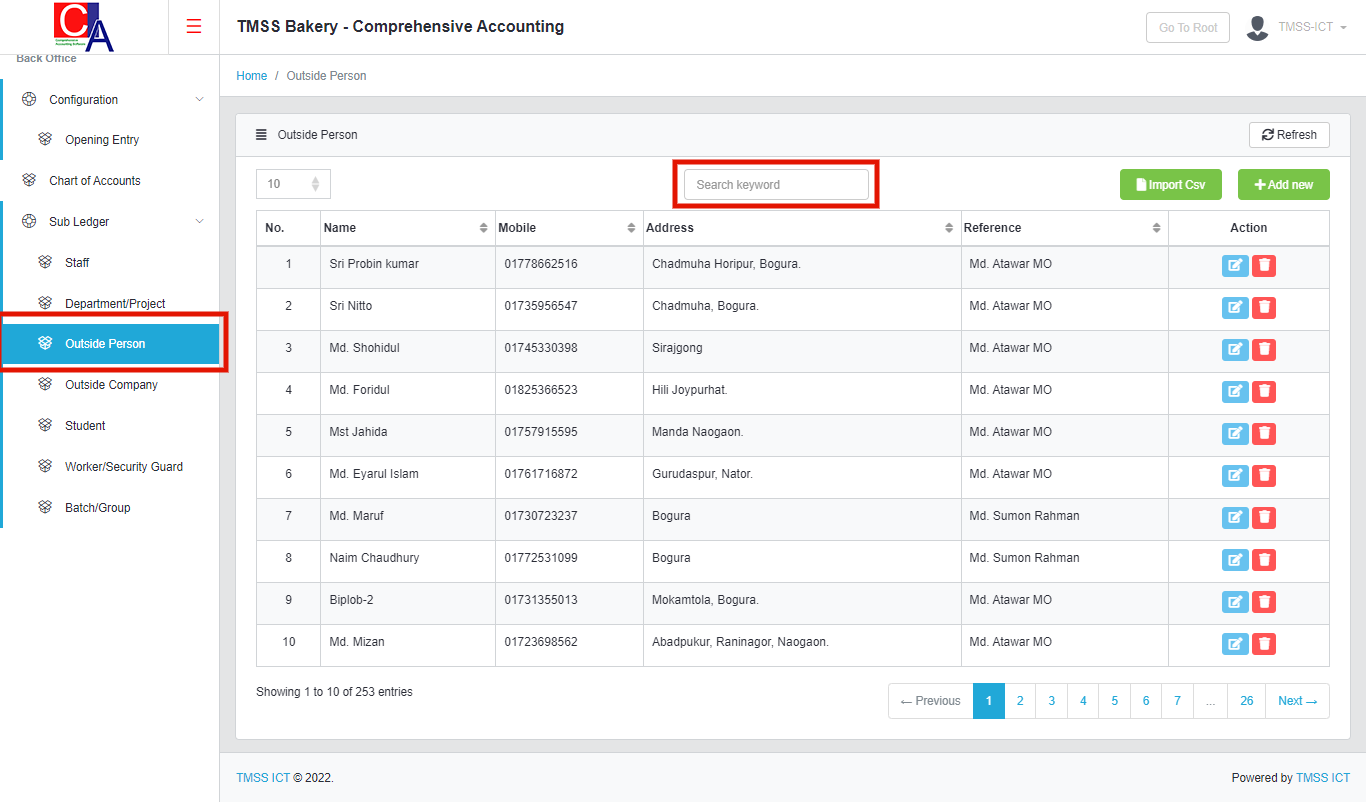 CA
Comprehensive
Accounting Software
TMSS Bakery - Comprehensive Accounting
Go To Root
TMSS-ICT
Back Office
Configuration
Opening Entry
Chart of Accounts
Sub Ledger
Staff
Department/Project
Outside Person
Outside Company
Student
Worker/Security Guard
Batch/Group
Home / Outside Person
Outside Person
Refresh
10
Search keyword
Import Csv
Add new
No. Name Mobile Address Reference Action
1 Sri Probin kumar 01778662516 Chadmuha Horipur, Bogura. Md. Atawar MO
2 Sri Nitto 01735956547 Chadmuha, Bogura. Md. Atawar MO
3 Md. Shohidul 01745330398 Sirajgong Md. Atawar MO
4 Md. Foridul 01825366523 Hili Joypurhat. Md. Atawar MO
5 Mst Jahida 01757915595 Manda Naogaon. Md. Atawar MO
6 Md. Eyarul Islam 01761716872 Gurudaspur, Nator. Md. Atawar MO
7 Md. Maruf 01730723237 Bogura Md. Sumon Rahman
8 Naim Chaudhury 01772531099 Bogura Md. Sumon Rahman
9 Biplob-2 01731355013 Mokamtola, Bogura. Md. Atawar MO
10 Md. Mizan 01723698562 Abadpukur, Raninagor, Naogaon. Md. Atawar MO
Showing 1 to 10 of 253 entries
← Previous 1 2 3 4 5 6 7 ... 26 Next →
TMSS ICT © 2022.
Powered by TMSS ICT